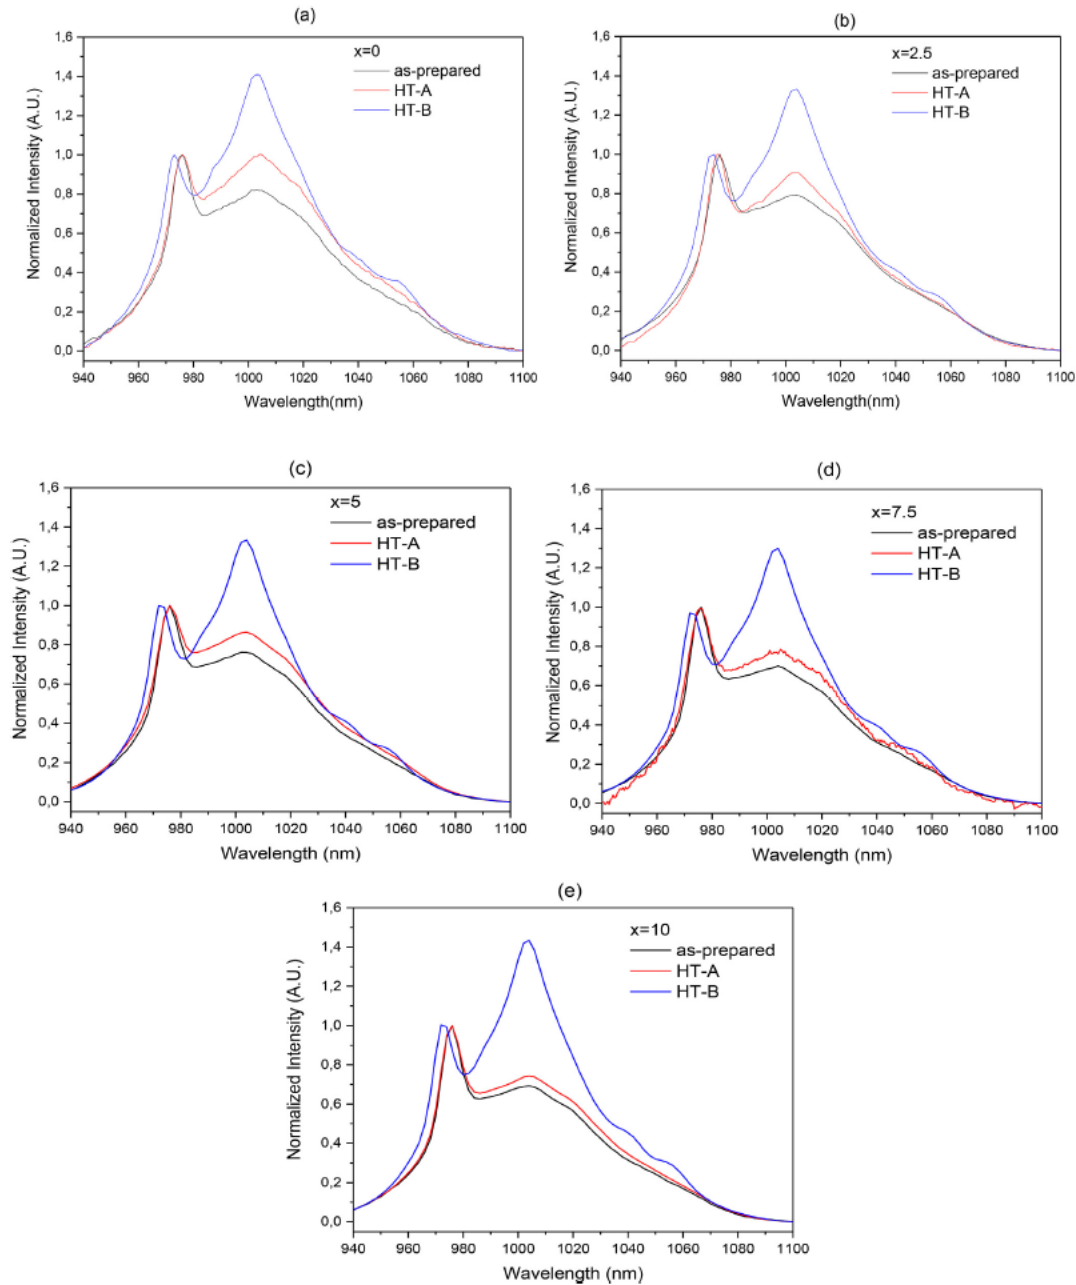 (a)
x=0
as-prepared
HT-A
HT-B
Normalized Intensity (A.U.)
1,6
1,4
1,2
1,0
0,8
0,6
0,4
0,2
0,0
940 960 980 1000 1020 1040 1060 1080 1100
Wavelength(nm)
(b)
x=2.5
as-prepared
HT-A
HT-B
Normalized Intensity (A.U.)
1,6
1,4
1,2
1,0
0,8
0,6
0,4
0,2
0,0
940 960 980 1000 1020 1040 1060 1080 1100
Wavelength(nm)
(c)
x=5
as-prepared
HT-A
HT-B
Normalized Intensity (A.U.)
1,6
1,4
1,2
1,0
0,8
0,6
0,4
0,2
0,0
940 960 980 1000 1020 1040 1060 1080 1100
Wavelength (nm)
(d)
x=7.5
as-prepared
HT-A
HT-B
Normalized Intensity (A.U.)
1,6
1,4
1,2
1,0
0,8
0,6
0,4
0,2
0,0
940 960 980 1000 1020 1040 1060 1080 1100
Wavelength (nm)
(e)
x=10
as-prepared
HT-A
HT-B
Normalized Intensity (A.U.)
1,6
1,4
1,2
1,0
0,8
0,6
0,4
0,2
0,0
940 960 980 1000 1020 1040 1060 1080 1100
Wavelength (nm)